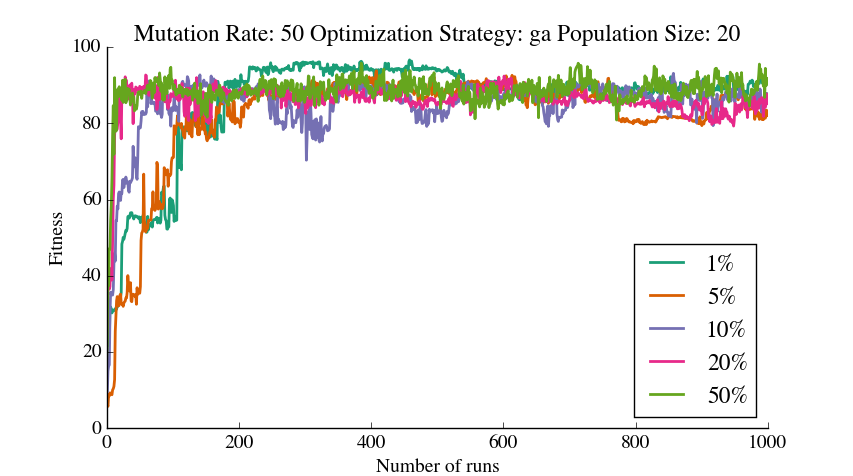 Mutation Rate: 50 Optimization Strategy: ga Population Size: 20
100
80
60
40
20
0
Fitness
0 200 400 600 800 1000
Number of runs
1%
5%
10%
20%
50%